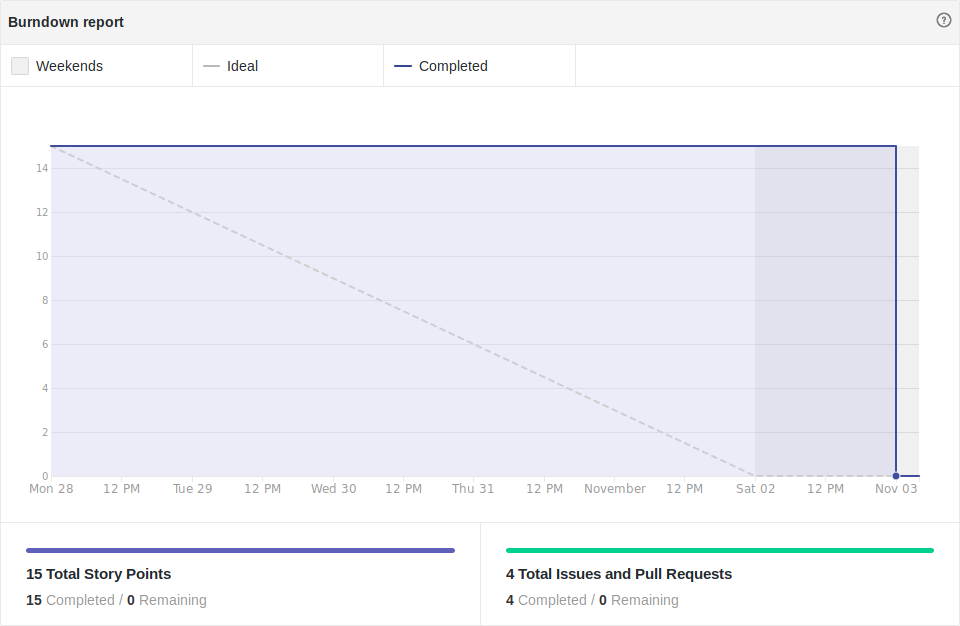 Burndown report
?
Weekends
Ideal
Completed
14
12
10
8
6
4
2
0
Mon 28 12 PM Tue 29 12 PM Wed 30 12 PM Thu 31 12 PM November 12 PM Sat 02 12 PM Nov 03
15 Total Story Points
15 Completed / 0 Remaining
4 Total Issues and Pull Requests
4 Completed / 0 Remaining